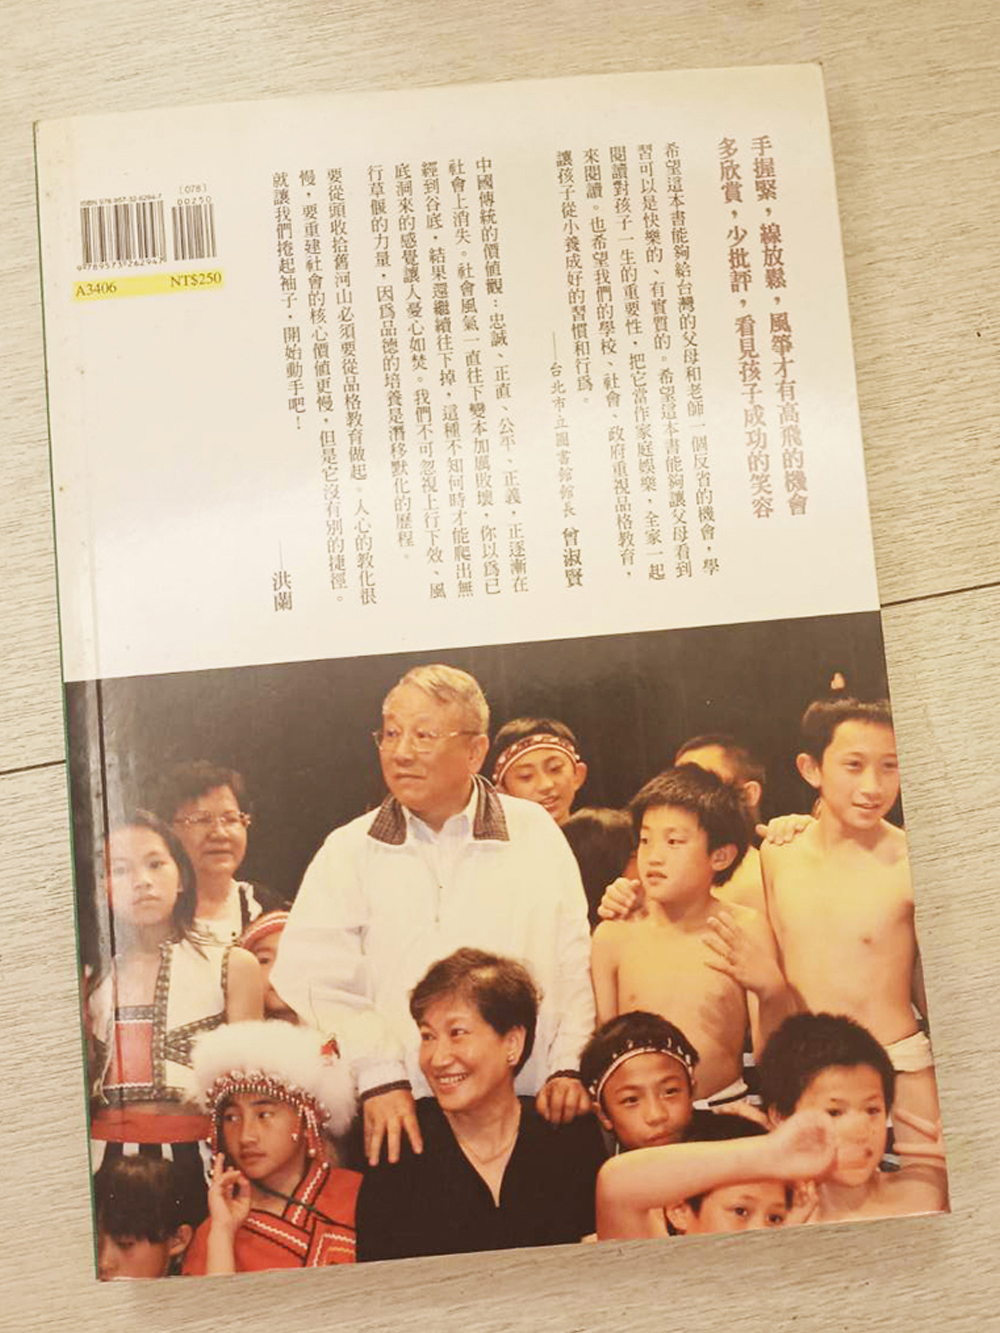 手握緊，線放鬆，風箏才有高飛的機會
多欣賞，少批評，看見孩子成功的笑容
希望這本書能夠給台灣的父母和老師一個反省的機會，學
習可以是快樂的、有實質的。希望這本書能夠讓父母看到
閱讀對孩子一生的重要性，把它當作家庭娛樂，全家一起
來閱讀。也希望我們的學校、社會、政府重視品格教育，
讓孩子從小養成好的習慣和行為。
——台北市立圖書館館長 曾淑賢
中國傳統的價值觀：忠誠、正直、公平、正義，正逐漸在
社會上消失。社會風氣一直往下變本加厲敗壞，你以為已
經到谷底，結果還繼續往下掉，這種不知何時才能爬出無
底洞來的感覺讓人憂心如焚。我們不可忽視上行下效、風
行草偃的力量，因為品德的培養是潛移默化的歷程。
要從頭收拾舊河山必須要從品格教育做起。人心的教化很
慢，要重建社會的核心價值更慢，但是它沒有別的捷徑。
就讓我們捲起袖子，開始動手吧！
——洪蘭
(078)
ISBN 978-957-32-6294-7
00250
9789573262947
A3406 NT$250